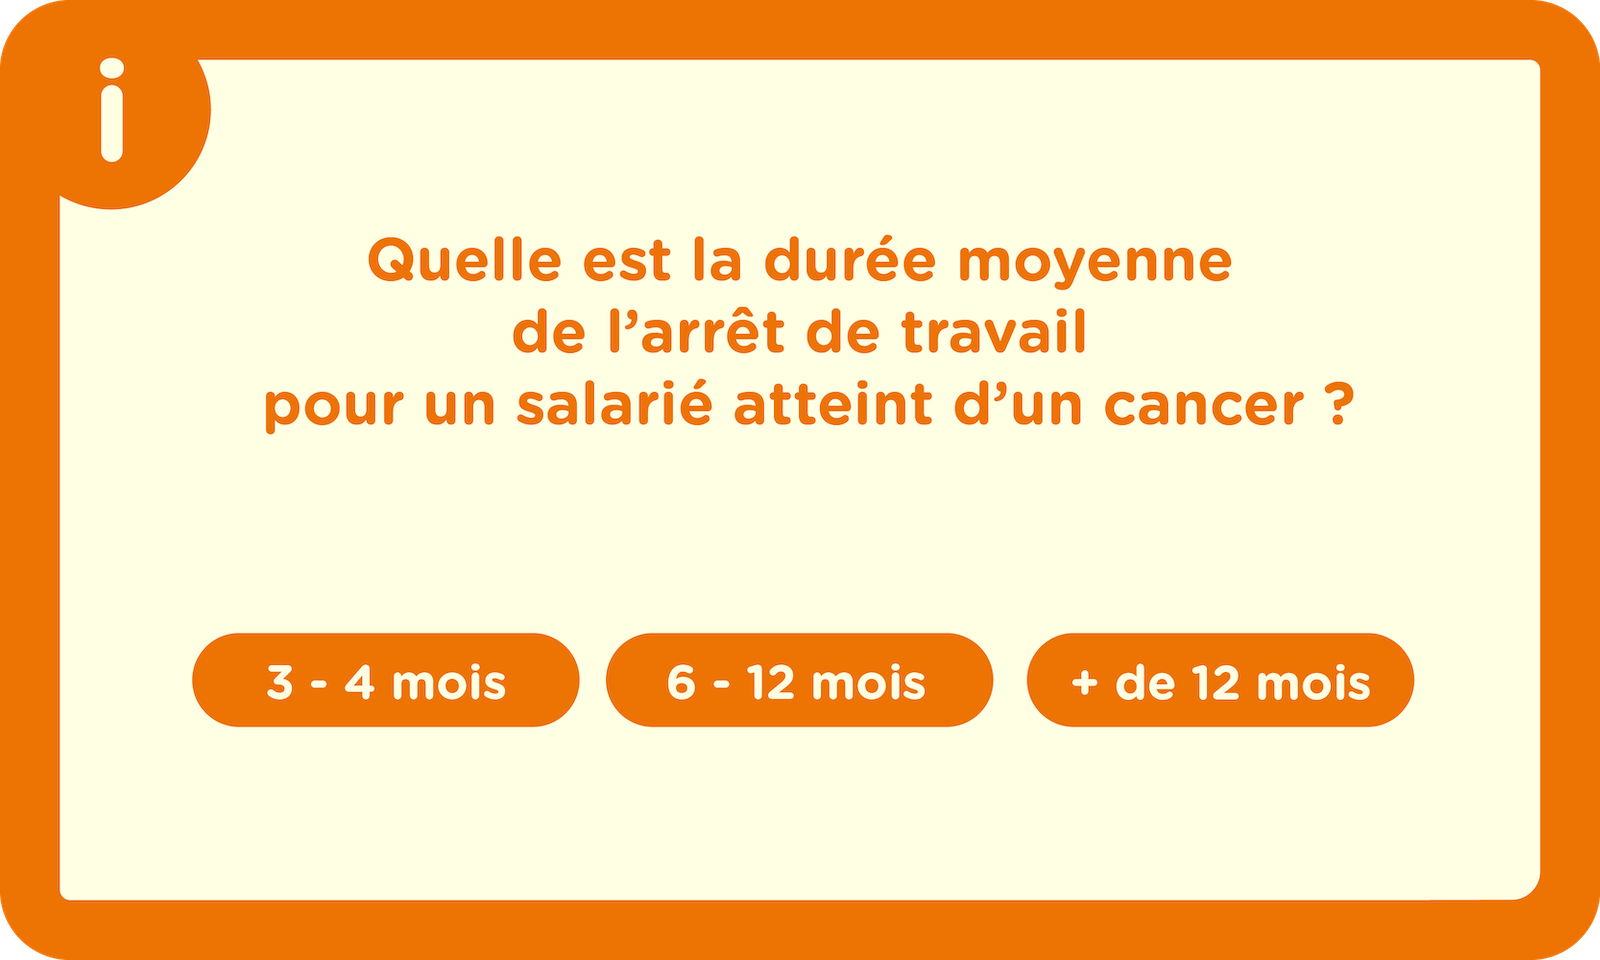 i
Quelle est la durée moyenne
de l’arrêt de travail
pour un salarié atteint d’un cancer ?
3 - 4 mois
6 - 12 mois
+ de 12 mois